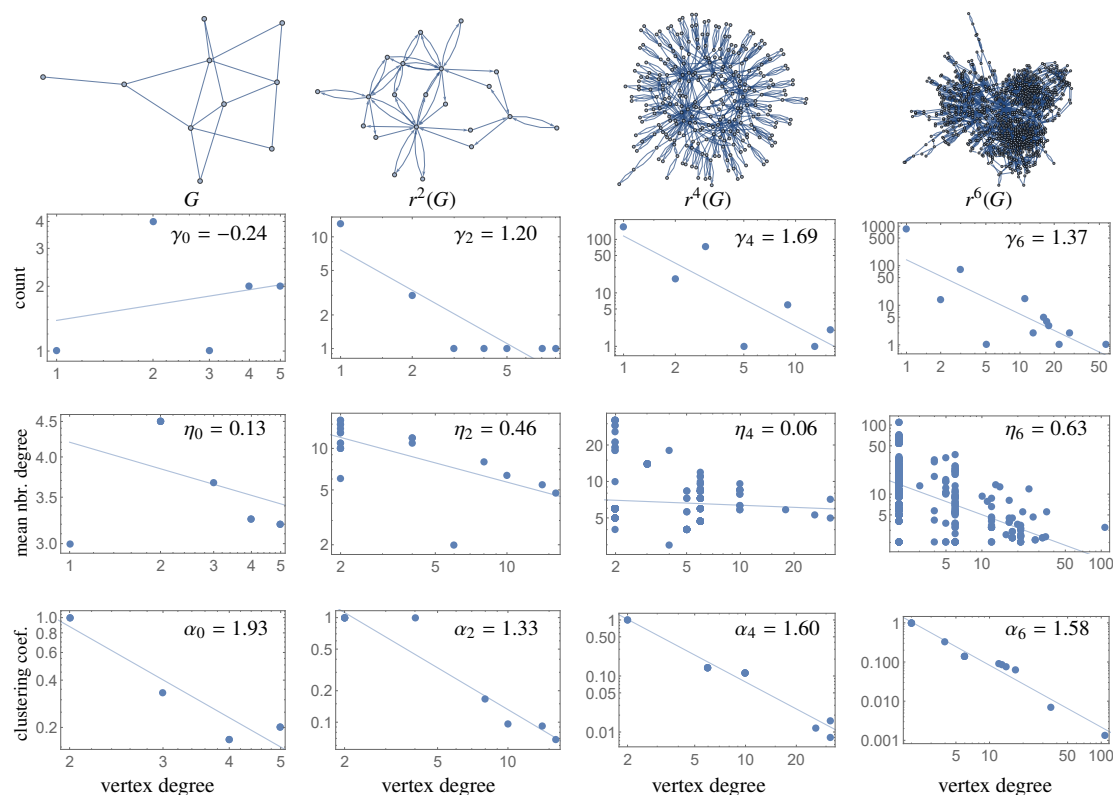 G r²(G) r⁴(G) r⁶(G)
count
4 3 2 1
γ₀ = −0.24
1 2 3 4 5
10 5 2 1
γ₂ = 1.20
1 2 5
100 50 10 5 1
γ₄ = 1.69
1 2 5 10
1000 500 100 50 10 5 1
γ₆ = 1.37
1 5 10 50
mean nbr. degree
4.5 4.0 3.5 3.0
η₀ = 0.13
1 2 3 4 5
10 5 2
η₂ = 0.46
2 5 10
20 10 5
η₄ = 0.06
2 5 10 20
100 50 10 5
η₆ = 0.63
5 10 50 100
clustering coef.
1.0 0.8 0.6 0.4 0.2
α₀ = 1.93
2 3 4 5
1 0.5 0.2 0.1
α₂ = 1.33
2 5 10
1 0.50 0.10 0.05 0.01
α₄ = 1.60
2 5 10 20
1 0.100 0.010 0.001
α₆ = 1.58
5 10 50 100
vertex degree vertex degree vertex degree vertex degree